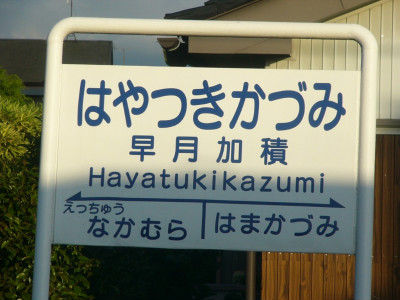 はやつきかづみ
早月加積
Hayatukikazumi
えっちゅう
なかむら はまかづみ